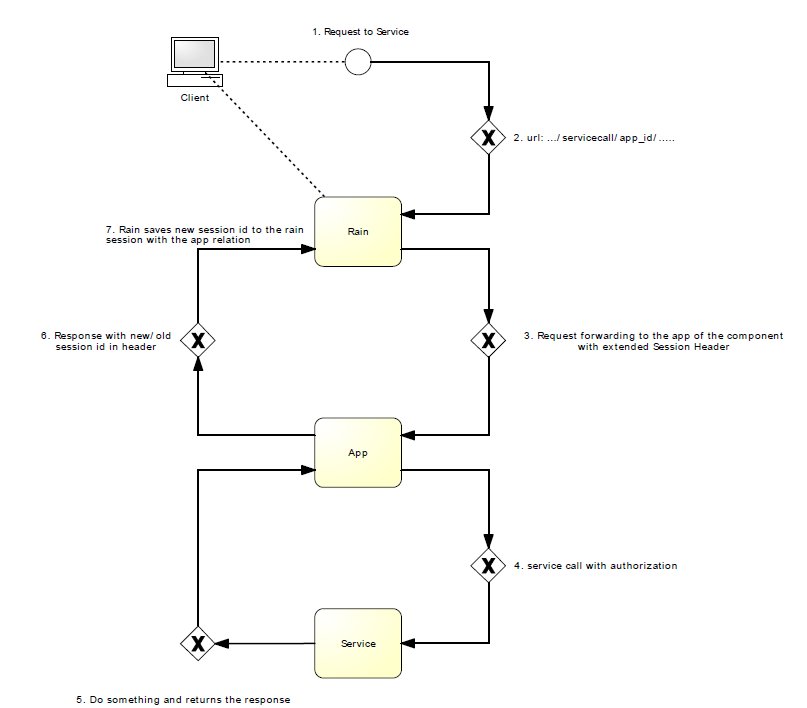 1. Request to Service
Client
2. url: .../ servicecall/ app_id/ .....
Rain
7. Rain saves new session id to the rain
session with the app relation
6. Response with new/ old
session id in header
3. Request forwarding to the app of the component
with extended Session Header
App
4. service call with authorization
Service
5. Do something and returns the response